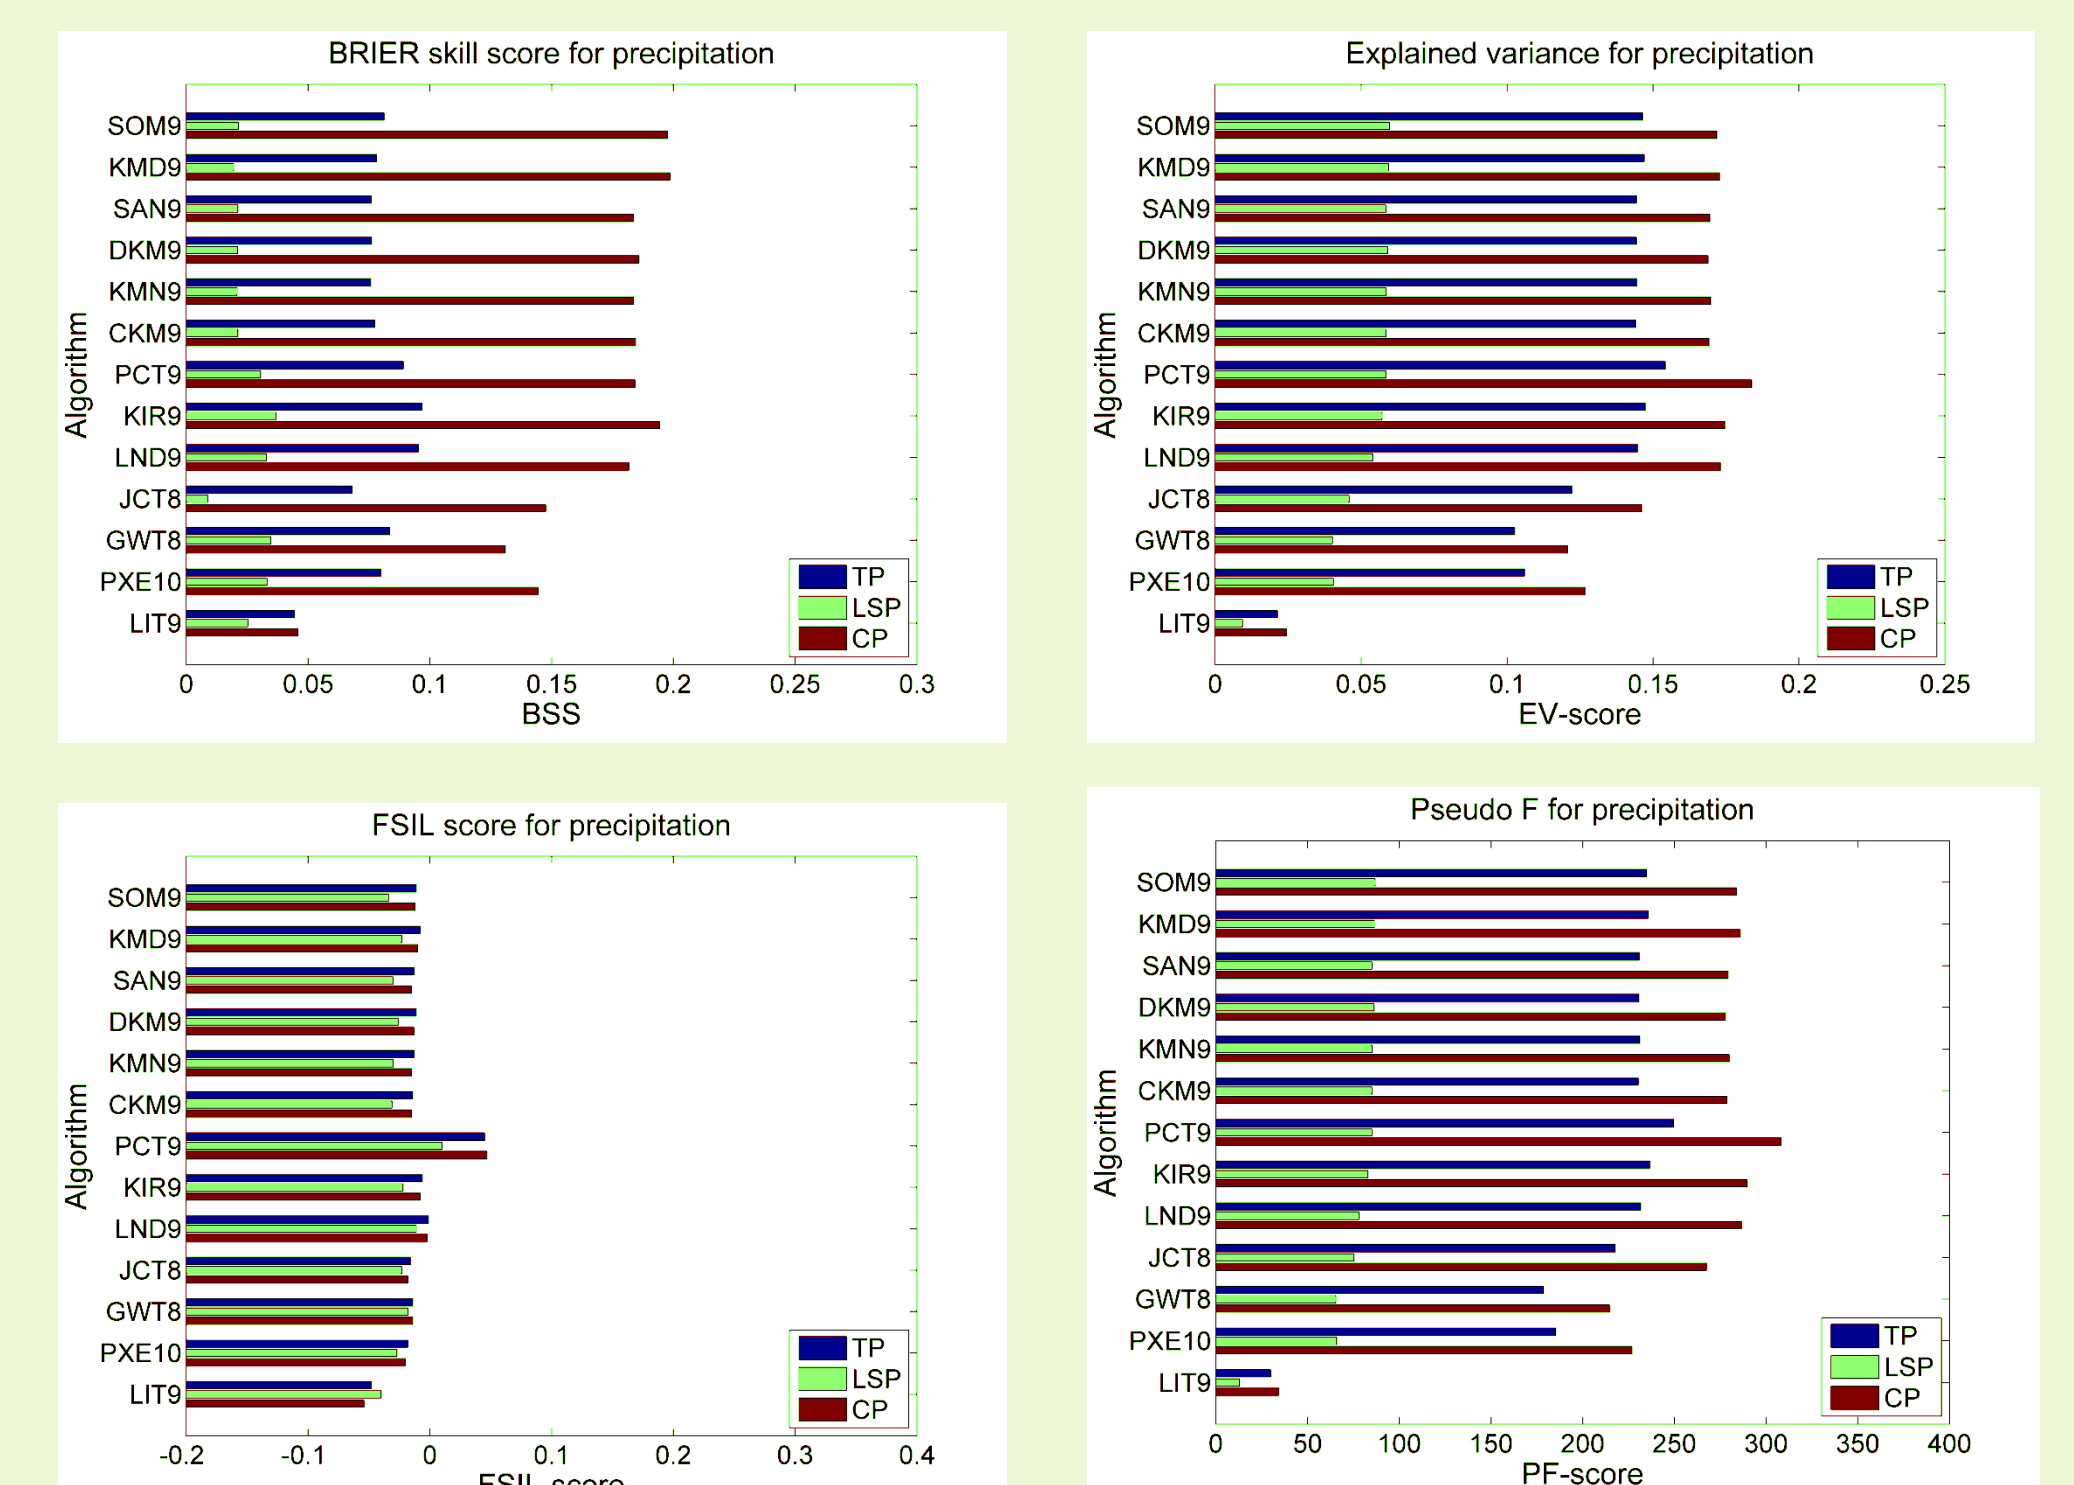 BRIER skill score for precipitation
Algorithm
SOM9
KMD9
SAN9
DKM9
KMN9
CKM9
PCT9
KIR9
LND9
JCT8
GWT8
PXE10
LIT9
TP
LSP
CP
0 0.05 0.1 0.15 0.2 0.25 0.3
BSS
Explained variance for precipitation
Algorithm
SOM9
KMD9
SAN9
DKM9
KMN9
CKM9
PCT9
KIR9
LND9
JCT8
GWT8
PXE10
LIT9
TP
LSP
CP
0 0.05 0.1 0.15 0.2 0.25
EV-score
FSIL score for precipitation
Algorithm
SOM9
KMD9
SAN9
DKM9
KMN9
CKM9
PCT9
KIR9
LND9
JCT8
GWT8
PXE10
LIT9
TP
LSP
CP
-0.2 -0.1 0 0.1 0.2 0.3 0.4
FSIL-score
Pseudo F for precipitation
Algorithm
SOM9
KMD9
SAN9
DKM9
KMN9
CKM9
PCT9
KIR9
LND9
JCT8
GWT8
PXE10
LIT9
TP
LSP
CP
0 50 100 150 200 250 300 350 400
PF-score